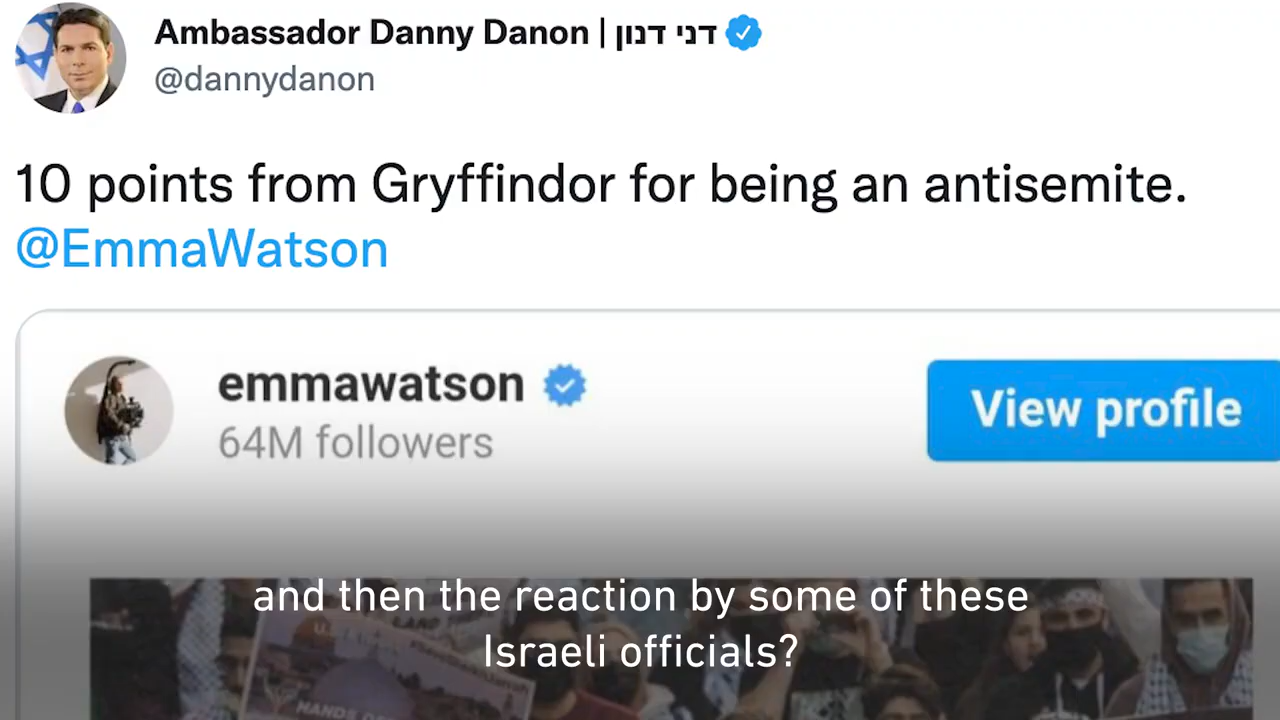 Ambassador Danny Danon | דני דנון
@dannydanon
10 points from Gryffindor for being an antisemite.
@EmmaWatson
emmawatson
64M followers
View profile
and then the reaction by some of these
Israeli officials?
HANDS